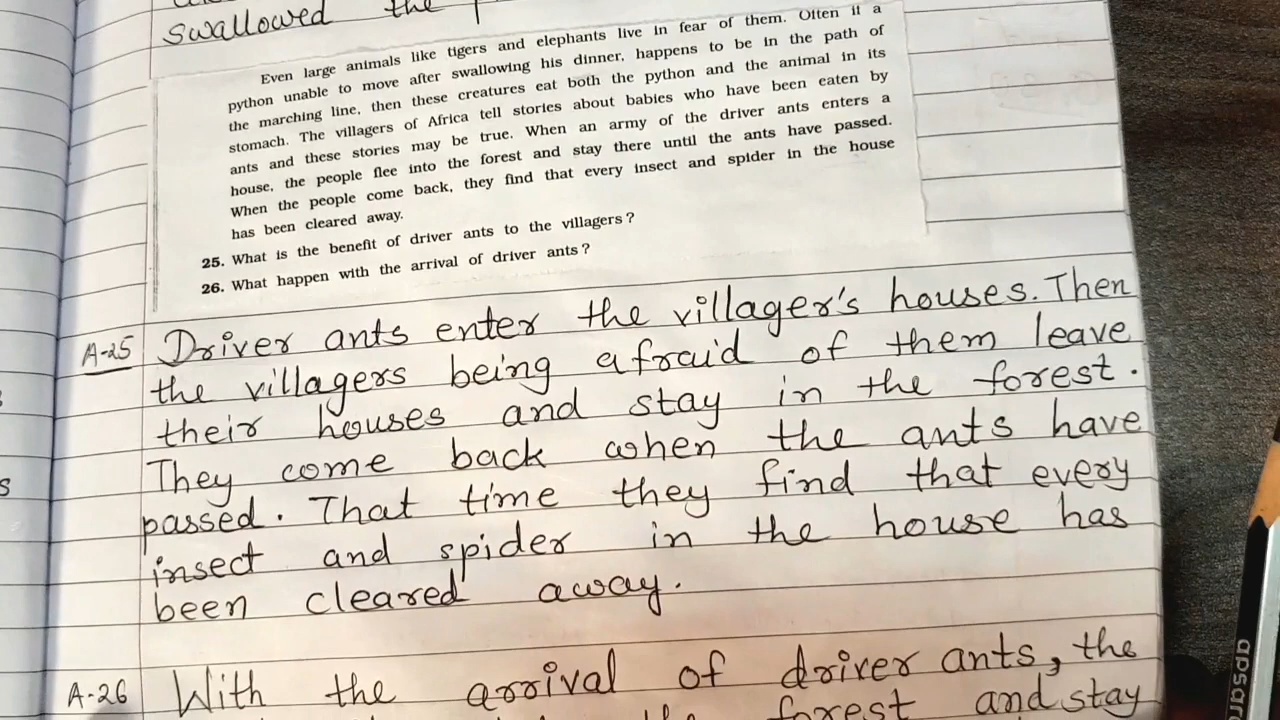 swallowed the
Even large animals like tigers and elephants live in fear of them. Often if a
python unable to move after swallowing his dinner, happens to be in the path of
the marching line, then these creatures eat both the python and the animal in its
stomach. The villagers of Africa tell stories about babies who have been eaten by
ants and these stories may be true. When an army of the driver ants enters a
house, the people flee into the forest and stay there until the ants have passed.
When the people come back, they find that every insect and spider in the house
has been cleared away.
25. What is the benefit of driver ants to the villagers ?
26. What happen with the arrival of driver ants ?
A-25 Driver ants enter the villager's houses. Then
the villagers being afraid of them leave
their houses and stay in the forest.
They come back when the ants have
passed. That time they find that every
insect and spider in the house has
been cleared away.
A-26 With the arrival of driver ants, the
the forest and stay
apsar